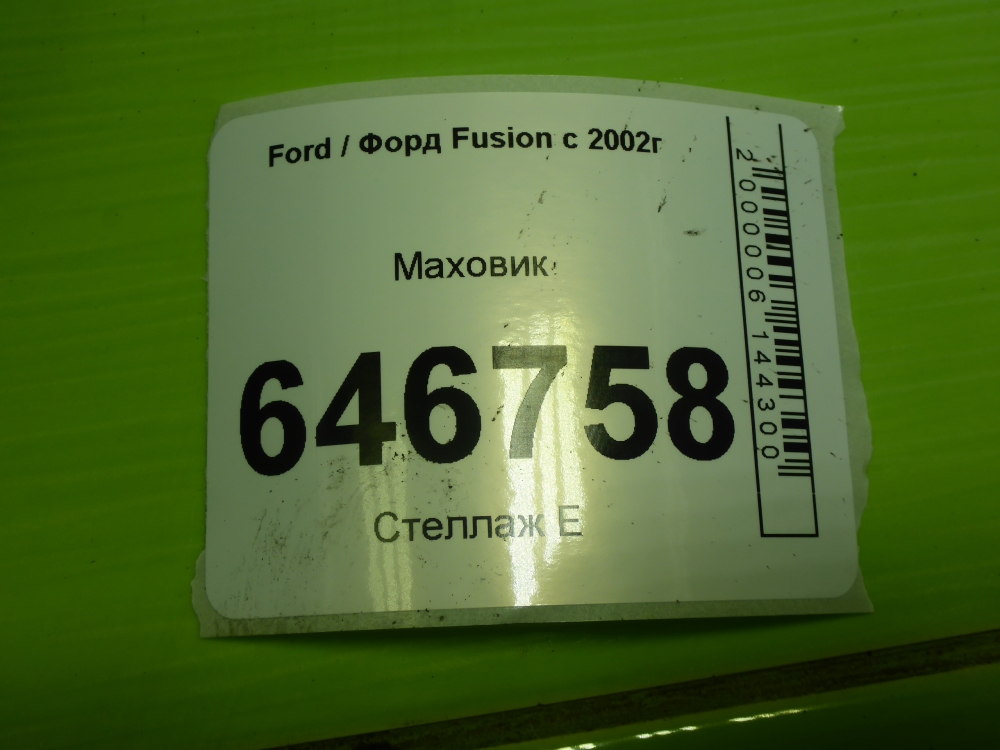 Ford / Форд Fusion с 2002г
Маховик
646758
Стеллаж Е
2000006144300